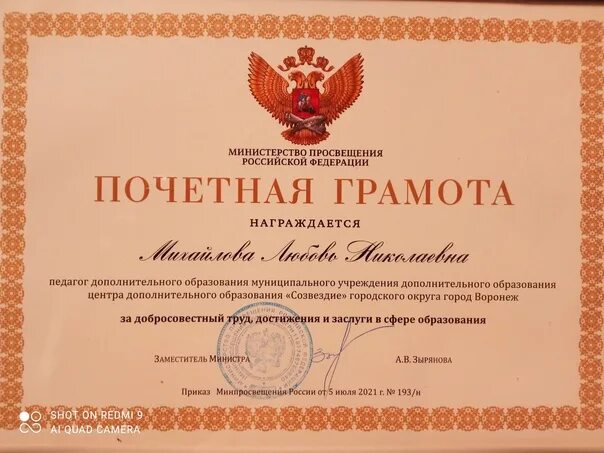 МИНИСТЕРСТВО ПРОСВЕЩЕНИЯ
РОССИЙСКОЙ ФЕДЕРАЦИИ
ПОЧЕТНАЯ ГРАМОТА
НАГРАЖДАЕТСЯ
Михайлова Любовь Николаевна
педагог дополнительного образования муниципального учреждения дополнительного образования
центра дополнительного образования «Созвездие» городского округа город Воронеж
за добросовестный труд, достижения и заслуги в сфере образования
Заместитель Министра
А.В. Зырянова
Приказ Минпросвещения России от 5 июля 2021 г. № 193/н
SHOT ON REDMI 9
AI QUAD CAMERA